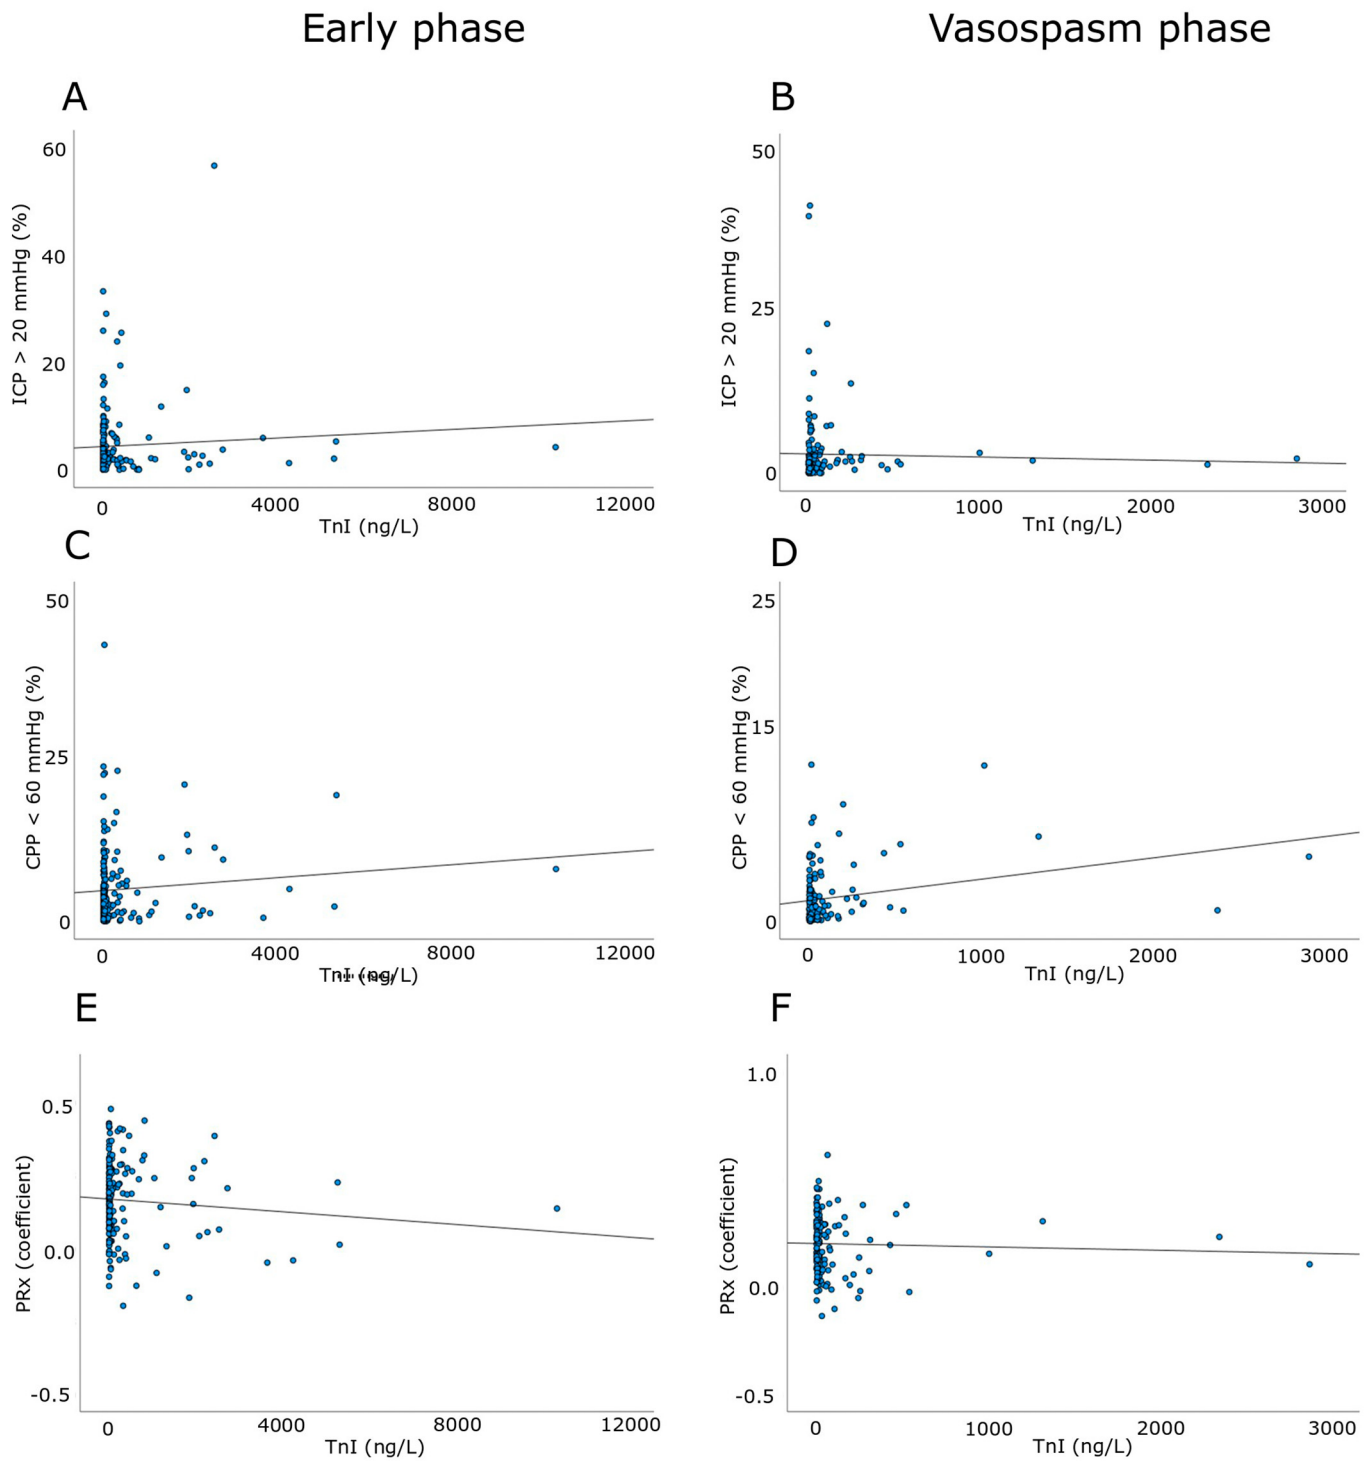 Early phase
Vasospasm phase
A
B
60
40
20
0
ICP > 20 mmHg (%)
0
4000
8000
12000
TnI (ng/L)
50
25
0
ICP > 20 mmHg (%)
0
1000
2000
3000
TnI (ng/L)
C
D
50
25
0
CPP < 60 mmHg (%)
0
4000
8000
12000
TnI (ng/L)
25
15
0
CPP < 60 mmHg (%)
0
1000
2000
3000
TnI (ng/L)
E
F
0.5
0.0
-0.5
PRx (coefficient)
0
4000
8000
12000
TnI (ng/L)
1.0
0.0
-0.5
PRx (coefficient)
0
1000
2000
3000
TnI (ng/L)